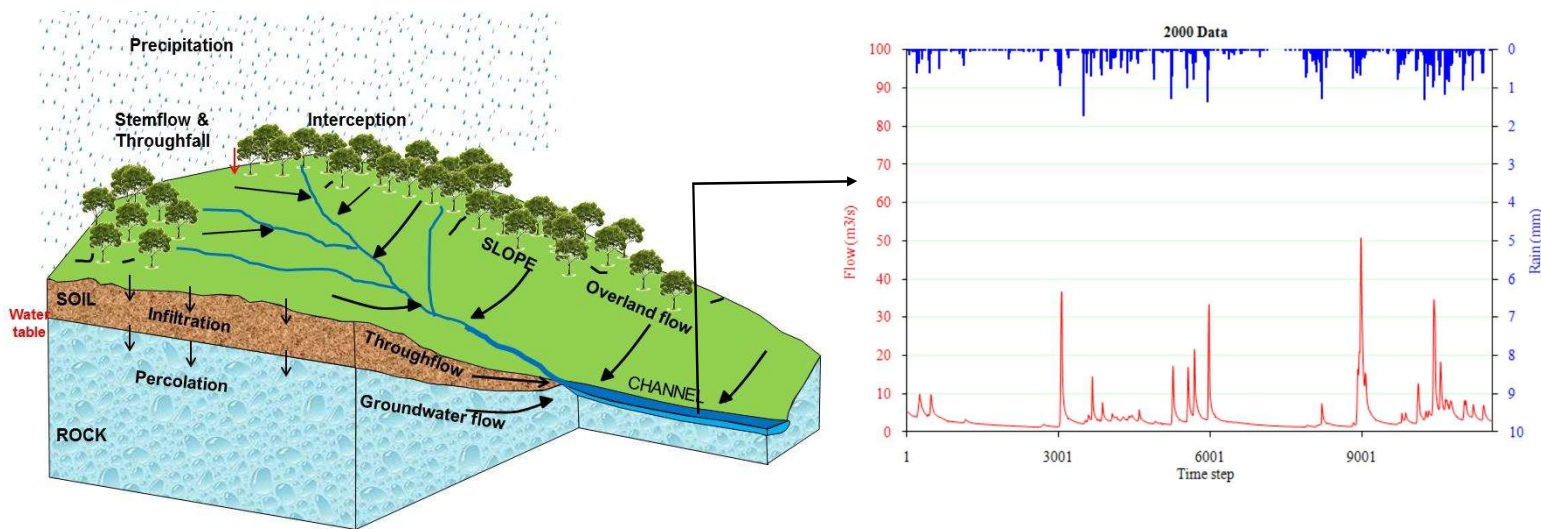 Precipitation
Stemflow &
Throughfall
Interception
SLOPE
Overland flow
SOIL
Water
table
Infiltration
Throughflow
Percolation
CHANNEL
Groundwater flow
ROCK
2000 Data
100
90
80
70
60
50
40
30
20
10
0
Flow (m3/s)
0
1
2
3
4
5
6
7
8
9
10
Rain (mm)
1
3001
6001
9001
Time step